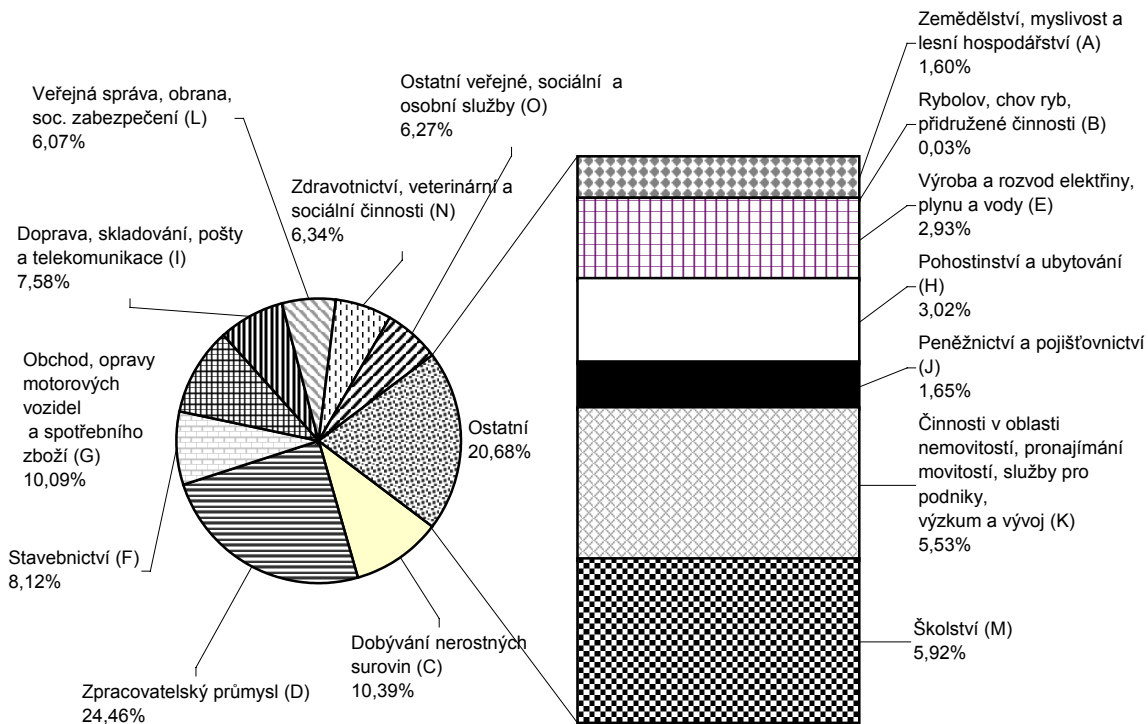 Veřejná správa, obrana,
soc. zabezpečení (L)
6,07%
Ostatní veřejné, sociální a
osobní služby (O)
6,27%
Zdravotnictví, veterinární a
sociální činnosti (N)
6,34%
Doprava, skladování, pošty
a telekomunikace (I)
7,58%
Obchod, opravy
motorových
vozidel
a spotřebního
zboží (G)
10,09%
Stavebnictví (F)
8,12%
Zpracovatelský průmysl (D)
24,46%
Dobývání nerostných
surovin (C)
10,39%
Ostatní
20,68%
Zemědělství, myslivost a
lesní hospodářství (A)
1,60%
Rybolov, chov ryb,
přidružené činnosti (B)
0,03%
Výroba a rozvod elektřiny,
plynu a vody (E)
2,93%
Pohostinství a ubytování
(H)
3,02%
Peněžnictví a pojišťovnictví
(J)
1,65%
Činnosti v oblasti
nemovitostí, pronajímání
movitostí, služby pro
podniky,
výzkum a vývoj (K)
5,53%
Školství (M)
5,92%